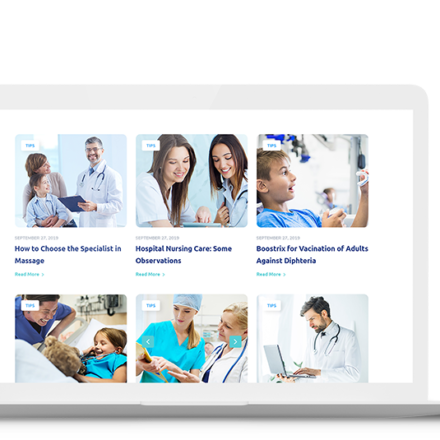 TIPS
TIPS
TIPS
SEPTEMBER 27, 2019
SEPTEMBER 27, 2019
SEPTEMBER 27, 2019
How to Choose the Specialist in
Massage
Hospital Nursing Care: Some
Observations
Boostrix for Vacination of Adults
Against Diphteria
Read More >
Read More >
Read More >
TIPS
TIPS
TIPS